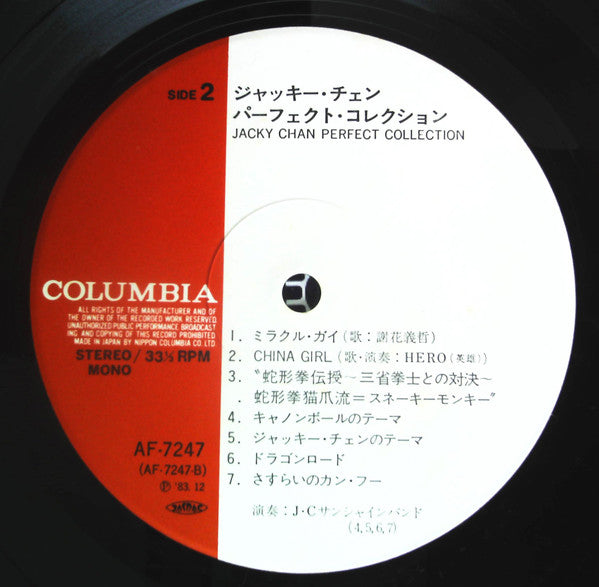 SIDE 2
ジャッキー・チェン
パーフェクト・コレクション
JACKY CHAN PERFECT COLLECTION
COLUMBIA
ALL RIGHTS OF THE MANUFACTURER AND OF
THE OWNER OF THE RECORDED WORK RESERVED.
UNAUTHORIZED PUBLIC PERFORMANCE BROADCAST
ING AND COPYING OF THIS RECORD PROHIBITED
MADE IN JAPAN BY NIPPON COLUMBIA CO. LTD.
STEREO/33⅓ RPM
MONO
AF-7247
(AF-7247-B)
Ⓟ '83. 12
1. ミラクル・ガイ(歌：謝花義哲)
2. CHINA GIRL (歌・演奏：HERO(英雄))
3. "蛇形拳伝授〜三省拳士との対決〜
. 蛇形拳猫爪流＝スネーキーモンキー"
4. キャノンボールのテーマ
5. ジャッキー・チェンのテーマ
6. ドラゴンロード
7. さすらいのカン・フー
演奏：J・Cサンシャインバンド
(4,5,6,7)